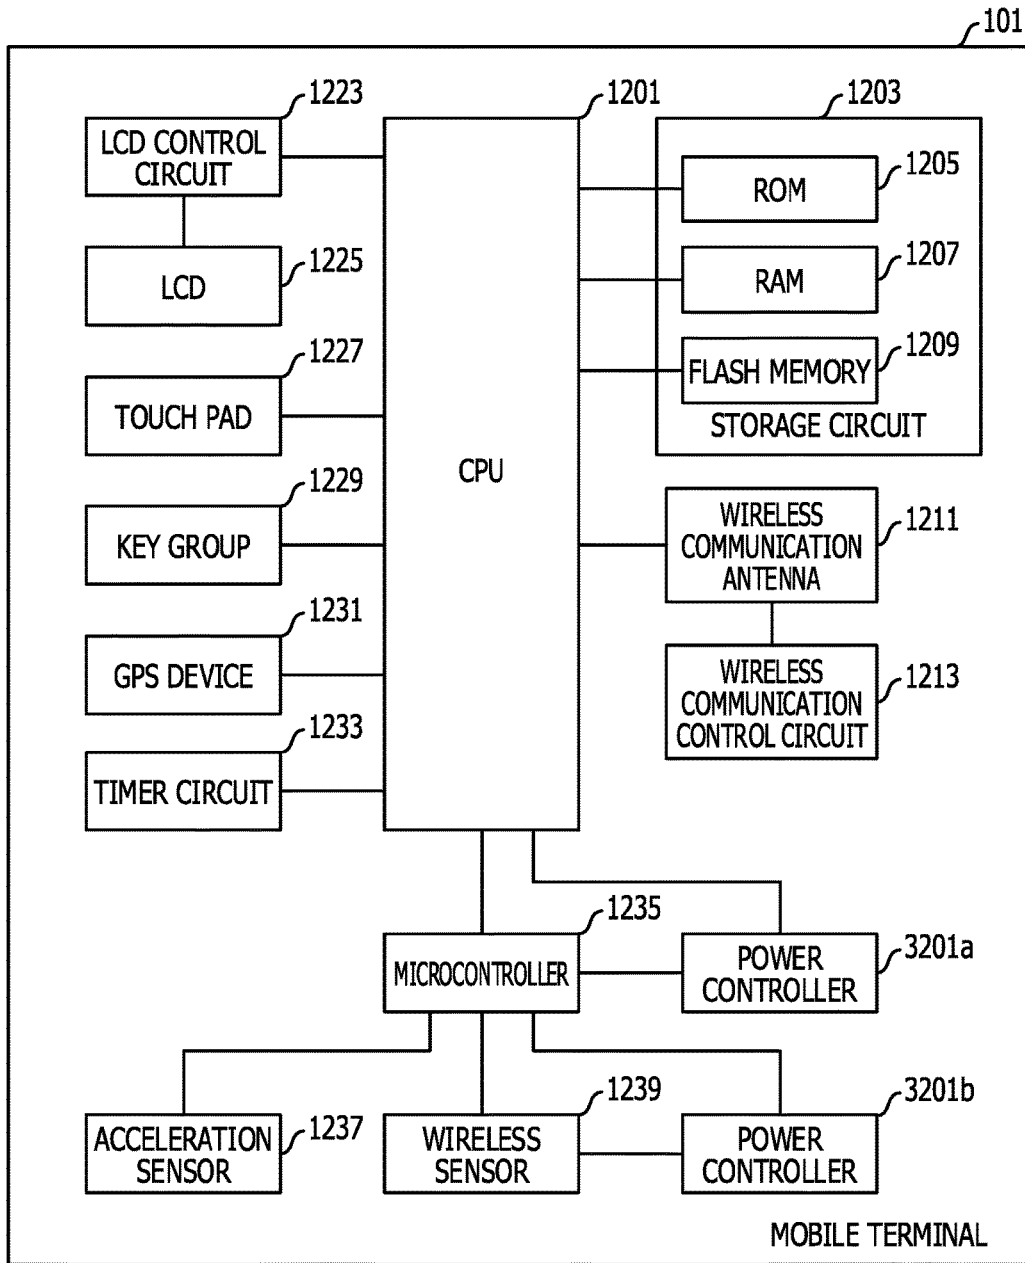 101
1223
1201
1203
LCD CONTROL
CIRCUIT
ROM
1205
LCD
1225
RAM
1207
1227
TOUCH PAD
FLASH MEMORY
1209
STORAGE CIRCUIT
CPU
1229
KEY GROUP
WIRELESS
COMMUNICATION
ANTENNA
1211
1231
GPS DEVICE
WIRELESS
COMMUNICATION
CONTROL CIRCUIT
1213
1233
TIMER CIRCUIT
1235
MICROCONTROLLER
POWER
CONTROLLER
3201a
ACCELERATION
SENSOR
1237
WIRELESS
SENSOR
1239
POWER
CONTROLLER
3201b
MOBILE TERMINAL